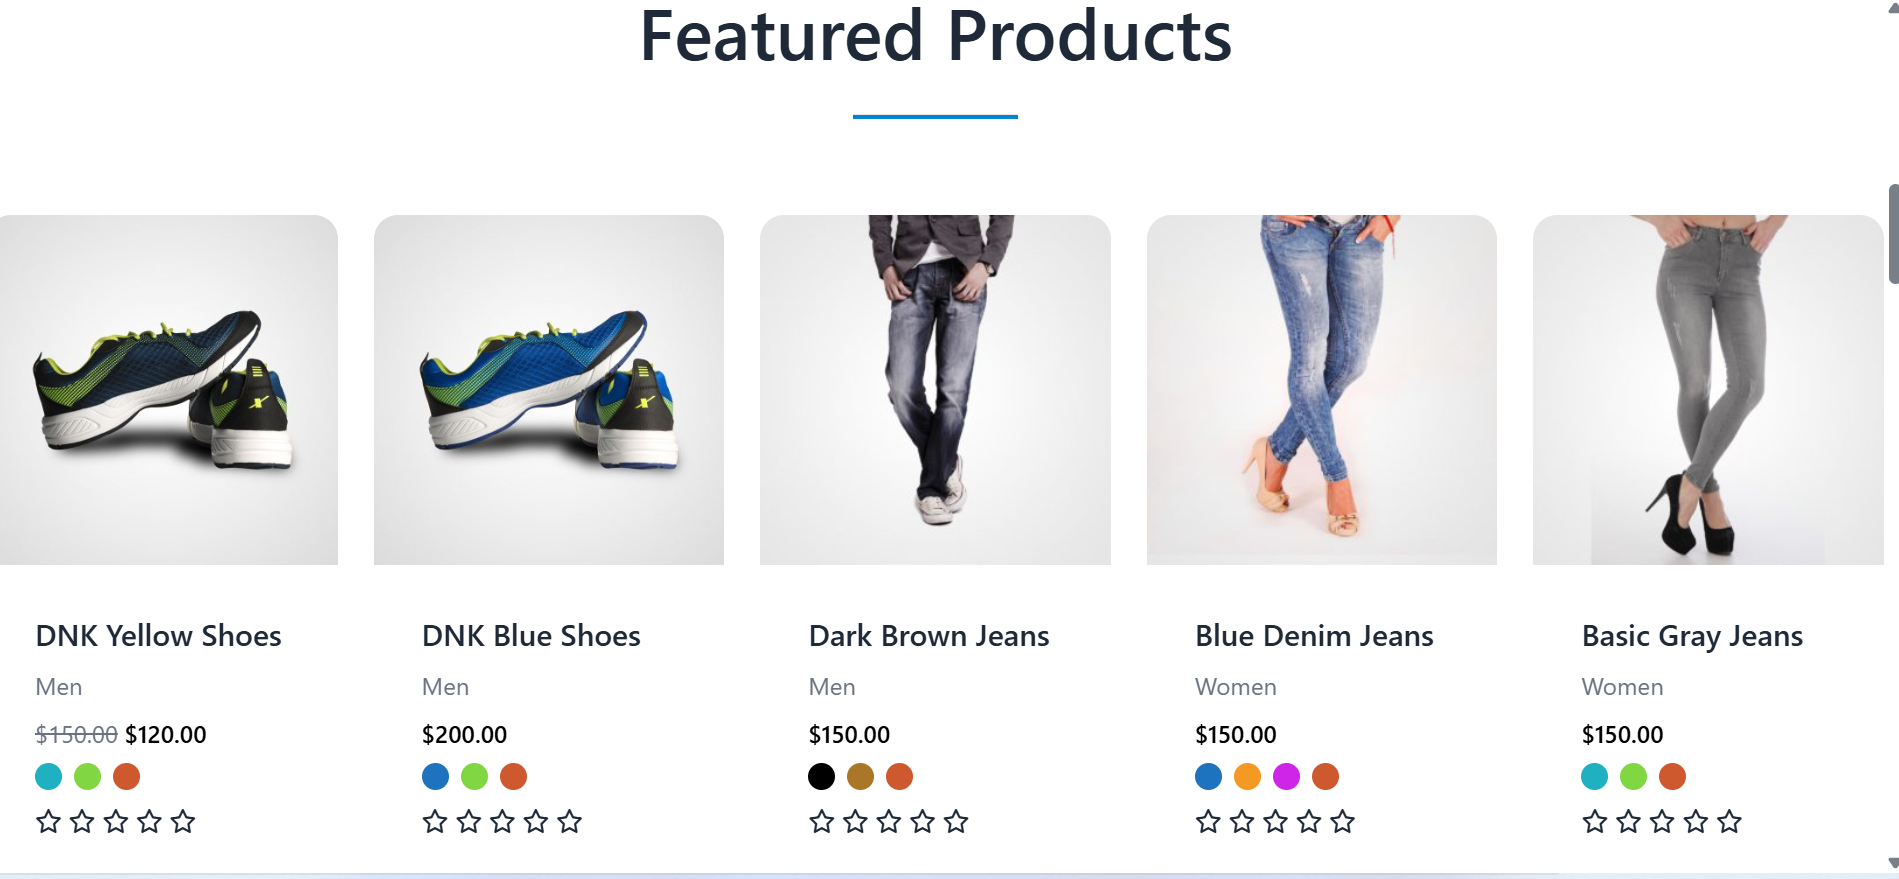 Featured Products
DNK Yellow Shoes
Men
$150.00 $120.00
DNK Blue Shoes
Men
$200.00
Dark Brown Jeans
Men
$150.00
Blue Denim Jeans
Women
$150.00
Basic Gray Jeans
Women
$150.00